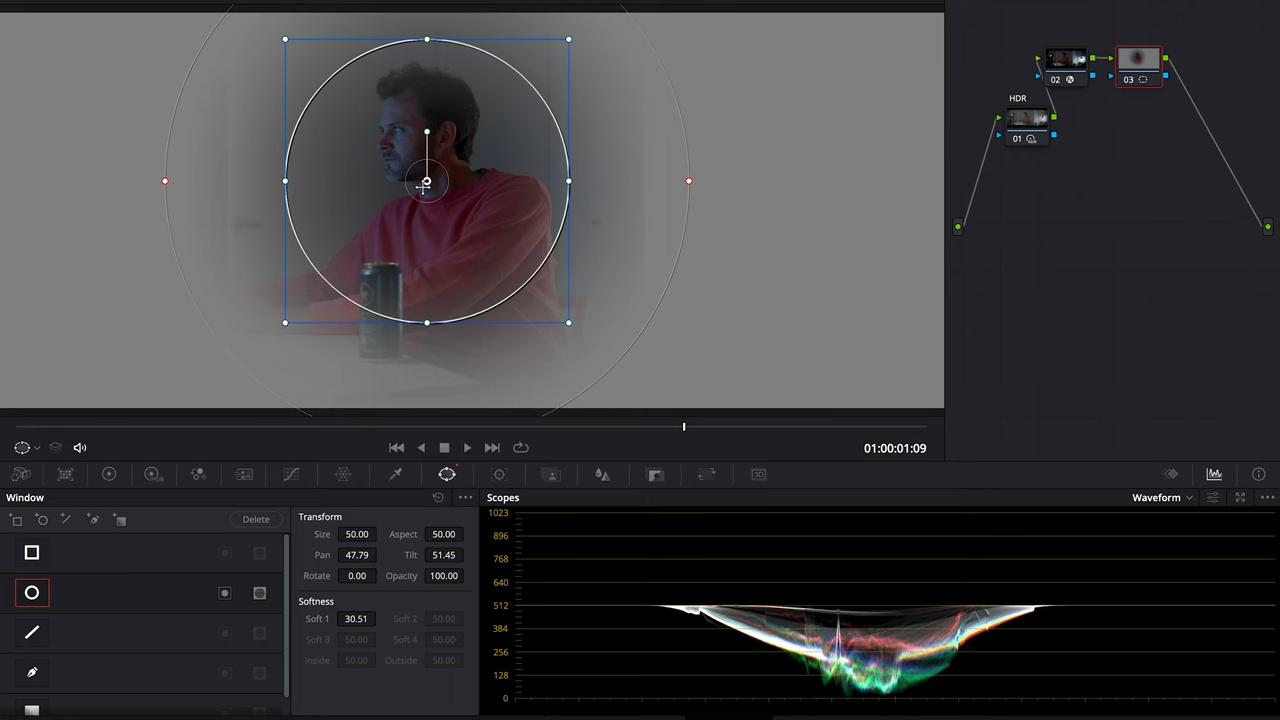 HDR
02
03
01
01:00:01:09
Window
Scopes
Waveform
Delete
Transform
Size 50.00 Aspect 50.00
Pan 47.79 Tilt 51.45
Rotate 0.00 Opacity 100.00
Softness
Soft 1 30.51 Soft 2 50.00
Soft 3 50.00 Soft 4 50.00
Inside 50.00 Outside 50.00
1023
896
768
640
512
384
256
128
0